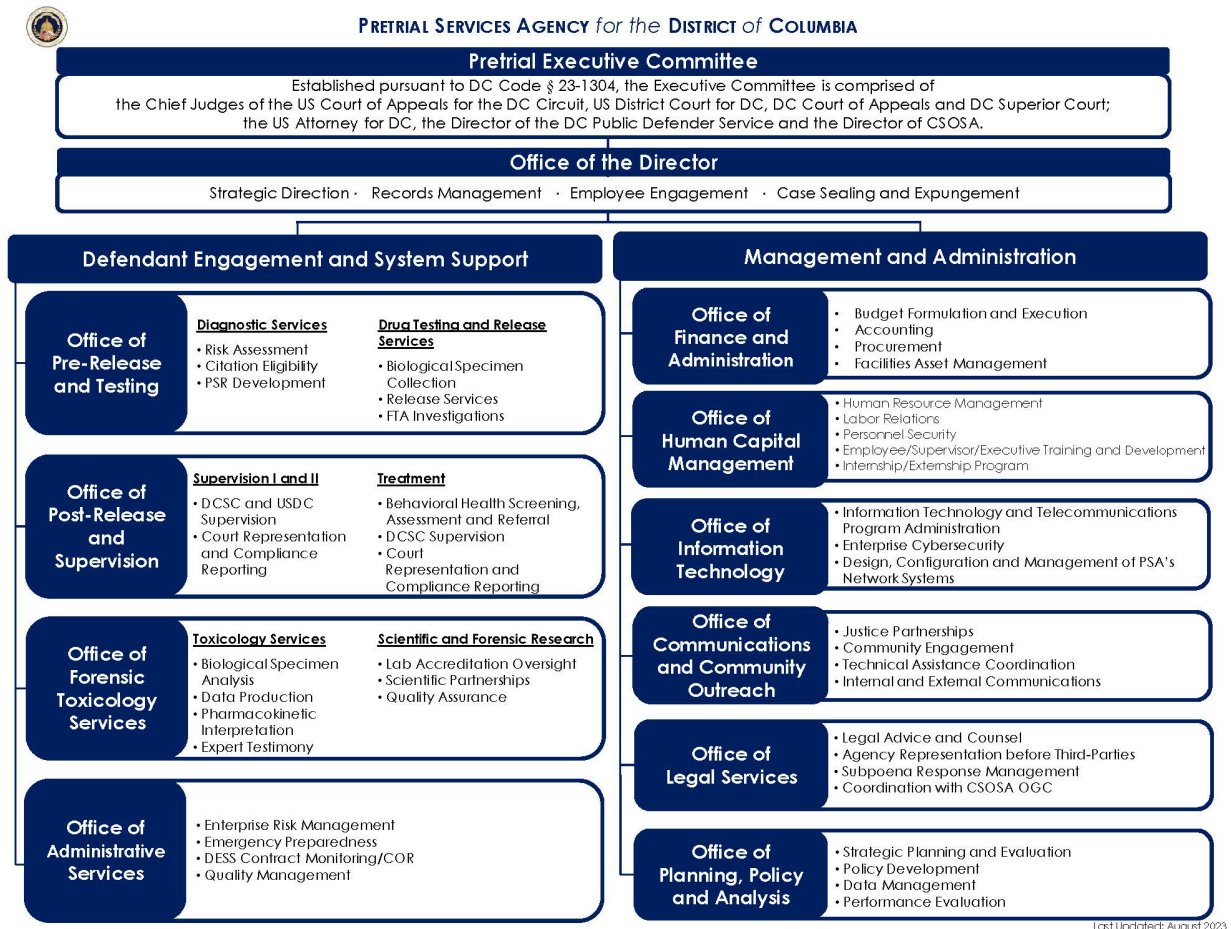 PRETRIAL SERVICES AGENCY for the DISTRICT of COLUMBIA
Pretrial Executive Committee
Established pursuant to DC Code § 23-1304, the Executive Committee is comprised of
the Chief Judges of the US Court of Appeals for the DC Circuit, US District Court for DC, DC Court of Appeals and DC Superior Court;
the US Attorney for DC, the Director of the DC Public Defender Service and the Director of CSOSA.
Office of the Director
Strategic Direction · Records Management · Employee Engagement · Case Sealing and Expungement
Defendant Engagement and System Support
Office of
Pre-Release
and Testing
Diagnostic Services
• Risk Assessment
• Citation Eligibility
• PSR Development
Drug Testing and Release
Services
• Biological Specimen
Collection
• Release Services
• FTA Investigations
Office of
Post-Release
and
Supervision
Supervision I and II
• DCSC and USDC
Supervision
• Court Representation
and Compliance
Reporting
Treatment
• Behavioral Health Screening,
Assessment and Referral
• DCSC Supervision
• Court
Representation and
Compliance Reporting
Office of
Forensic
Toxicology
Services
Toxicology Services
• Biological Specimen
Analysis
• Data Production
• Pharmacokinetic
Interpretation
• Expert Testimony
Scientific and Forensic Research
• Lab Accreditation Oversight
• Scientific Partnerships
• Quality Assurance
Office of
Administrative
Services
• Enterprise Risk Management
• Emergency Preparedness
• DESS Contract Monitoring/COR
• Quality Management
Management and Administration
Office of
Finance and
Administration
• Budget Formulation and Execution
• Accounting
• Procurement
• Facilities Asset Management
Office of
Human Capital
Management
• Human Resource Management
• Labor Relations
• Personnel Security
• Employee/Supervisor/Executive Training and Development
• Internship/Externship Program
Office of
Information
Technology
• Information Technology and Telecommunications
Program Administration
• Enterprise Cybersecurity
• Design, Configuration and Management of PSA's
Network Systems
Office of
Communications
and Community
Outreach
• Justice Partnerships
• Community Engagement
• Technical Assistance Coordination
• Internal and External Communications
Office of
Legal Services
• Legal Advice and Counsel
• Agency Representation before Third-Parties
• Subpoena Response Management
• Coordination with CSOSA OGC
Office of
Planning, Policy
and Analysis
• Strategic Planning and Evaluation
• Policy Development
• Data Management
• Performance Evaluation
Last Updated: August 2023